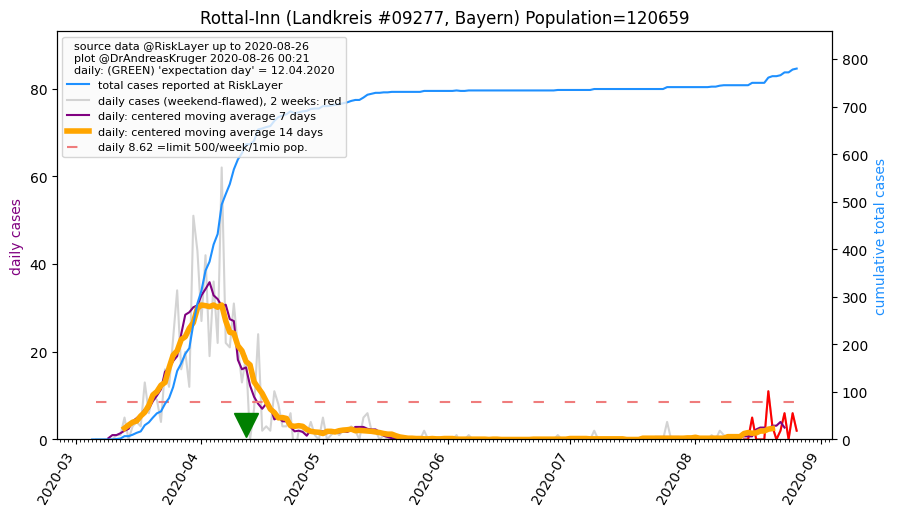 Rottal-Inn (Landkreis #09277, Bayern) Population=120659
source data @RiskLayer up to 2020-08-26
plot @DrAndreasKruger 2020-08-26 00:21
daily: (GREEN) 'expectation day' = 12.04.2020
total cases reported at RiskLayer
daily cases (weekend-flawed), 2 weeks: red
daily: centered moving average 7 days
daily: centered moving average 14 days
daily 8.62 =limit 500/week/1mio pop.
daily cases
80
60
40
20
0
cumulative total cases
800
700
600
500
400
300
200
100
0
2020-03
2020-04
2020-05
2020-06
2020-07
2020-08
2020-09